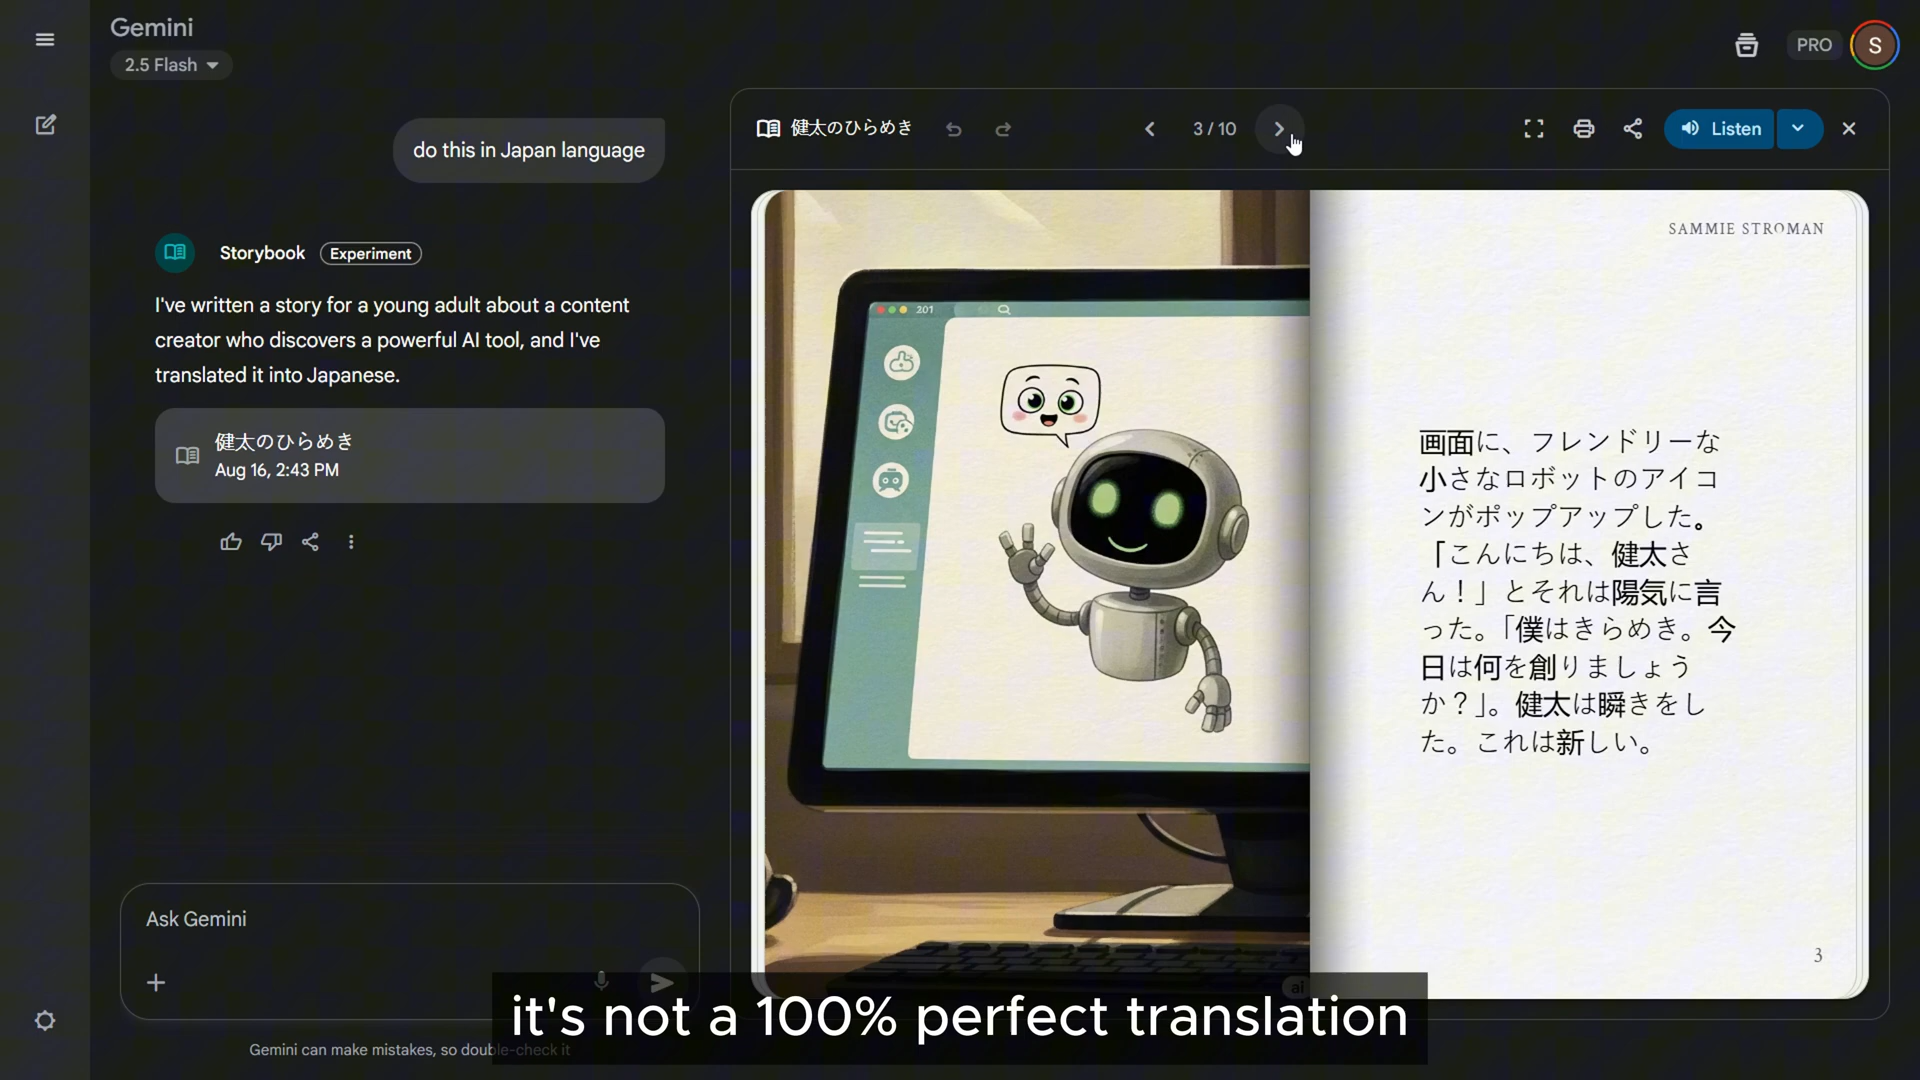 Gemini
2.5 Flash
PRO
S
do this in Japan language
Storybook
Experiment
I've written a story for a young adult about a content
creator who discovers a powerful AI tool, and I've
translated it into Japanese.
健太のひらめき
Aug 16, 2:43 PM
Ask Gemini
Gemini can make mistakes, so double-check it
健太のひらめき
3 / 10
Listen
201
SAMMIE STROMAN
画面に、フレンドリーな
小さなロボットのアイコ
ンがポップアップした。
「こんにちは、健太さ
ん！」とそれは陽気に言
った。「僕はきらめき。今
日は何を創りましょう
か？」。健太は瞬きをし
た。これは新しい。
3
ai
it's not a 100% perfect translation